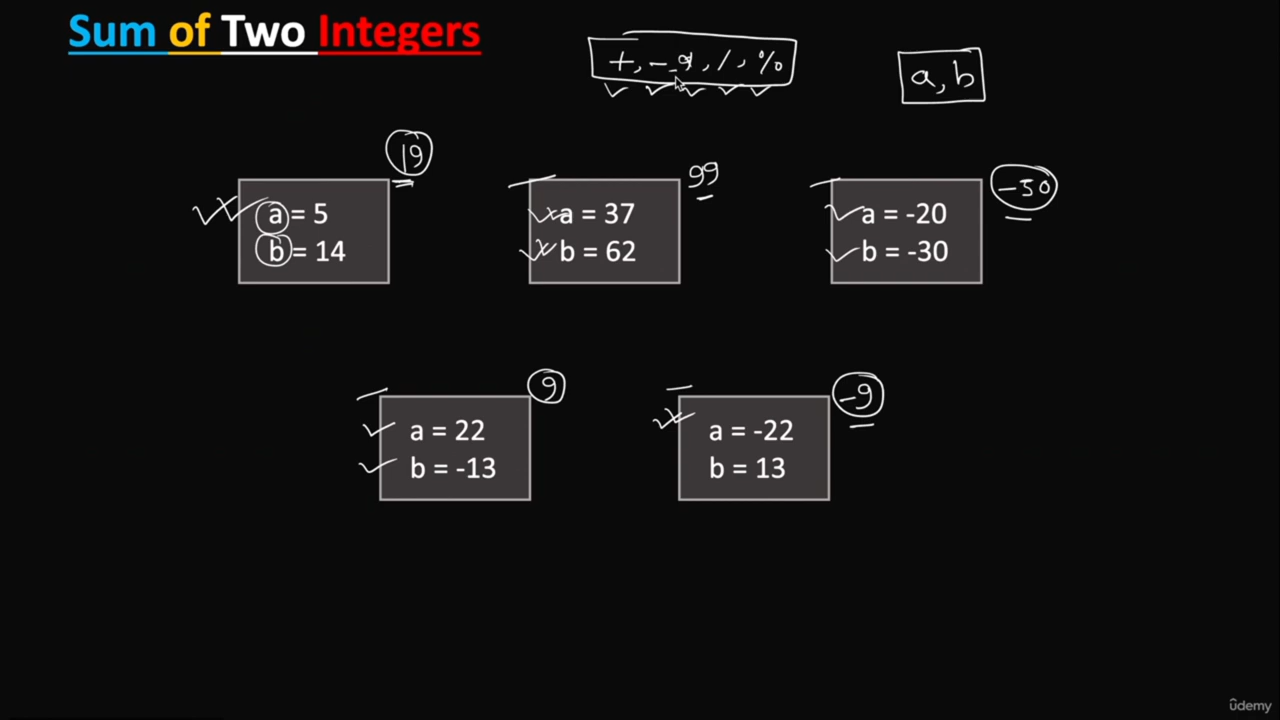 Sum of Two Integers
+, -, *, /, %
a, b
19
a = 5
b = 14
99
a = 37
b = 62
-50
a = -20
b = -30
9
a = 22
b = -13
-9
a = -22
b = 13
ûdemy